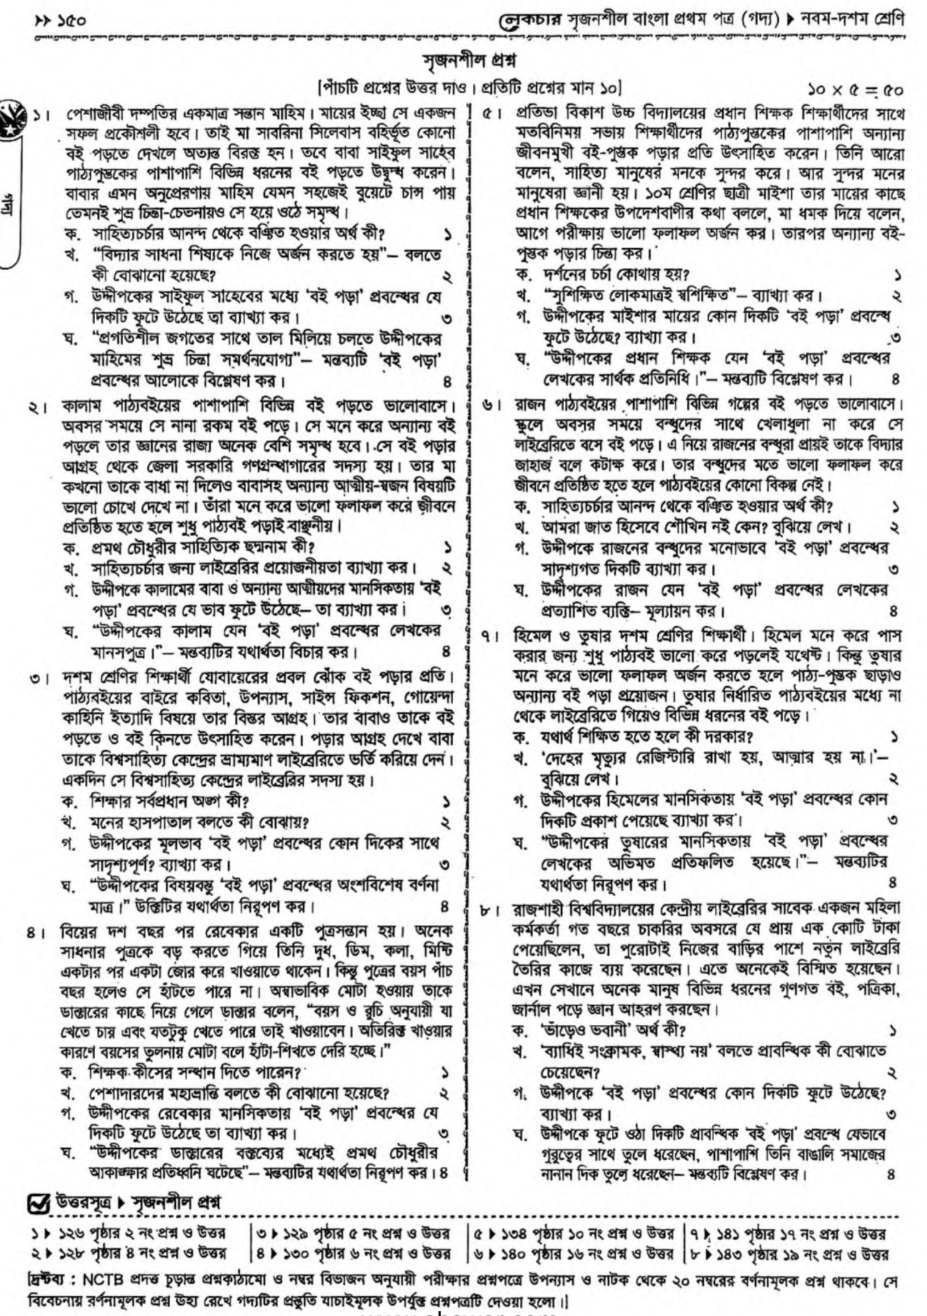 >> ১৫০
লেকচার সৃজনশীল বাংলা প্রথম পত্র (গদ্য) ▶ নবম-দশম শ্রেণি
সৃজনশীল প্রশ্ন
[পাঁচটি প্রশ্নের উত্তর দাও। প্রতিটি প্রশ্নের মান ১০]
১০ × ৫ = ৫০
গদ্য
১। পেশাজীবী দম্পতির একমাত্র সন্তান মাহিম। মায়ের ইচ্ছা সে একজন
সফল প্রকৌশলী হবে। তাই মা সাবরিনা সিলেবাস বহির্ভূত কোনো
বই পড়তে দেখলে অত্যন্ত বিরক্ত হন। তবে বাবা সাইফুল সাহেব
পাঠ্যপুস্তকের পাশাপাশি বিভিন্ন ধরনের বই পড়তে উদ্বুদ্ধ করেন।
বাবার এমন অনুপ্রেরণায় মাহিম যেমন সহজেই বুয়েটে চান্স পায়
তেমনই শুভ্র চিন্তা-চেতনায়ও সে হয়ে ওঠে সমৃদ্ধ।
ক. সাহিত্যচর্চার আনন্দ থেকে বঞ্চিত হওয়ার অর্থ কী? ১
খ. “বিদ্যার সাধনা শিষ্যকে নিজে অর্জন করতে হয়”— বলতে
কী বোঝানো হয়েছে? ২
গ. উদ্দীপকের সাইফুল সাহেবের মধ্যে ‘বই পড়া’ প্রবন্ধের যে
দিকটি ফুটে উঠেছে তা ব্যাখ্যা কর। ৩
ঘ. “প্রগতিশীল জগতের সাথে তাল মিলিয়ে চলতে উদ্দীপকের
মাহিমের শুভ্র চিন্তা সমর্থনযোগ্য”— মন্তব্যটি ‘বই পড়া’
প্রবন্ধের আলোকে বিশ্লেষণ কর। ৪
২। কালাম পাঠ্যবইয়ের পাশাপাশি বিভিন্ন বই পড়তে ভালোবাসে।
অবসর সময়ে সে নানা রকম বই পড়ে। সে মনে করে অন্যান্য বই
পড়লে তার জ্ঞানের রাজ্য অনেক বেশি সমৃদ্ধ হবে। সে বই পড়ার
আগ্রহ থেকে জেলা সরকারি গণগ্রন্থাগারের সদস্য হয়। তার মা
কখনো তাকে বাধা না দিলেও বাবাসহ অন্যান্য আত্মীয়-স্বজন বিষয়টি
ভালো চোখে দেখে না। তাঁরা মনে করে ভালো ফলাফল করে জীবনে
প্রতিষ্ঠিত হতে হলে শুধু পাঠ্যবই পড়াই বাঞ্ছনীয়।
ক. প্রমথ চৌধুরীর সাহিত্যিক ছদ্মনাম কী? ১
খ. সাহিত্যচর্চার জন্য লাইব্রেরির প্রয়োজনীয়তা ব্যাখ্যা কর। ২
গ. উদ্দীপকে কালামের বাবা ও অন্যান্য আত্মীয়দের মানসিকতায় ‘বই
পড়া’ প্রবন্ধের যে ভাব ফুটে উঠেছে— তা ব্যাখ্যা কর। ৩
ঘ. “উদ্দীপকের কালাম যেন ‘বই পড়া’ প্রবন্ধের লেখকের
মানসপুত্র।”— মন্তব্যটির যথার্থতা বিচার কর। ৪
৩। দশম শ্রেণির শিক্ষার্থী যোবায়েরের প্রবল ঝোঁক বই পড়ার প্রতি।
পাঠ্যবইয়ের বাইরে কবিতা, উপন্যাস, সাইন্স ফিকশন, গোয়েন্দা
কাহিনি ইত্যাদি বিষয়ে তার বিস্তর আগ্রহ। তার বাবাও তাকে বই
পড়তে ও বই কিনতে উৎসাহিত করেন। পড়ার আগ্রহ দেখে বাবা
তাকে বিশ্বসাহিত্য কেন্দ্রের ভ্রাম্যমাণ লাইব্রেরিতে ভর্তি করিয়ে দেন।
একদিন সে বিশ্বসাহিত্য কেন্দ্রের লাইব্রেরির সদস্য হয়।
ক. শিক্ষার সর্বপ্রধান অঙ্গ কী? ১
খ. মনের হাসপাতাল বলতে কী বোঝায়? ২
গ. উদ্দীপকের মূলভাব ‘বই পড়া’ প্রবন্ধের কোন দিকের সাথে
সাদৃশ্যপূর্ণ? ব্যাখ্যা কর। ৩
ঘ. “উদ্দীপকের বিষয়বস্তু ‘বই পড়া’ প্রবন্ধের অংশবিশেষ বর্ণনা
মাত্র।” উক্তিটির যথার্থতা নিরূপণ কর। ৪
৪। বিয়ের দশ বছর পর রেবেকার একটি পুত্রসন্তান হয়। অনেক
সাধনার পুত্রকে বড় করতে গিয়ে তিনি দুধ, ডিম, কলা, মিষ্টি
একটার পর একটা জোর করে খাওয়াতে থাকেন। কিন্তু পুত্রের বয়স পাঁচ
বছর হলেও সে হাঁটতে পারে না। অস্বাভাবিক মোটা হওয়ায় তাকে
ডাক্তারের কাছে নিয়ে গেলে ডাক্তার বলেন, “বয়স ও রুচি অনুযায়ী যা
খেতে চায় এবং যতটুকু খেতে পারে তাই খাওয়াবেন। অতিরিক্ত খাওয়ার
কারণে বয়সের তুলনায় মোটা বলে হাঁটা-শিখতে দেরি হচ্ছে।”
ক. শিক্ষক কীসের সন্ধান দিতে পারেন? ১
খ. পেশাদারদের মহাভ্রান্তি বলতে কী বোঝানো হয়েছে? ২
গ. উদ্দীপকের রেবেকার মানসিকতায় ‘বই পড়া’ প্রবন্ধের যে
দিকটি ফুটে উঠেছে তা ব্যাখ্যা কর। ৩
ঘ. “উদ্দীপকের ডাক্তারের বক্তব্যের মধ্যেই প্রমথ চৌধুরীর
আকাঙ্ক্ষার প্রতিধ্বনি ঘটেছে”— মন্তব্যটির যথার্থতা নিরূপণ কর। ৪
৫। প্রতিভা বিকাশ উচ্চ বিদ্যালয়ের প্রধান শিক্ষক শিক্ষার্থীদের সাথে
মতবিনিময় সভায় শিক্ষার্থীদের পাঠ্যপুস্তকের পাশাপাশি অন্যান্য
জীবনমুখী বই-পুস্তক পড়ার প্রতি উৎসাহিত করেন। তিনি আরো
বলেন, সাহিত্য মানুষের মনকে সুন্দর করে। আর সুন্দর মনের
মানুষেরা জ্ঞানী হয়। ১০ম শ্রেণির ছাত্রী মাইশা তার মায়ের কাছে
প্রধান শিক্ষকের উপদেশবাণীর কথা বললে, মা ধমক দিয়ে বলেন,
আগে পরীক্ষায় ভালো ফলাফল অর্জন কর। তারপর অন্যান্য বই-
পুস্তক পড়ার চিন্তা কর।
ক. দর্শনের চর্চা কোথায় হয়? ১
খ. “সুশিক্ষিত লোকমাত্রই স্বশিক্ষিত”— ব্যাখ্যা কর। ২
গ. উদ্দীপকের মাইশার মায়ের কোন দিকটি ‘বই পড়া’ প্রবন্ধে
ফুটে উঠেছে? ব্যাখ্যা কর। ৩
ঘ. “উদ্দীপকের প্রধান শিক্ষক যেন ‘বই পড়া’ প্রবন্ধের
লেখকের সার্থক প্রতিনিধি।”— মন্তব্যটি বিশ্লেষণ কর। ৪
৬। রাজন পাঠ্যবইয়ের পাশাপাশি বিভিন্ন গল্পের বই পড়তে ভালোবাসে।
স্কুলে অবসর সময়ে বন্ধুদের সাথে খেলাধুলা না করে সে
লাইব্রেরিতে বসে বই পড়ে। এ নিয়ে রাজনের বন্ধুরা প্রায়ই তাকে বিদ্যার
জাহাজ বলে কটাক্ষ করে। তার বন্ধুদের মতে ভালো ফলাফল করে
জীবনে প্রতিষ্ঠিত হতে হলে পাঠ্যবইয়ের কোনো বিকল্প নেই।
ক. সাহিত্যচর্চার আনন্দ থেকে বঞ্চিত হওয়ার অর্থ কী? ১
খ. আমরা জাত হিসেবে শৌখিন নই কেন? বুঝিয়ে লেখ। ২
গ. উদ্দীপকে রাজনের বন্ধুদের মনোভাবে ‘বই পড়া’ প্রবন্ধের
সাদৃশ্যগত দিকটি ব্যাখ্যা কর। ৩
ঘ. উদ্দীপকের রাজন যেন ‘বই পড়া’ প্রবন্ধের লেখকের
প্রত্যাশিত ব্যক্তি— মূল্যায়ন কর। ৪
৭। হিমেল ও তুষার দশম শ্রেণির শিক্ষার্থী। হিমেল মনে করে পাস
করার জন্য শুধু পাঠ্যবই ভালো করে পড়লেই যথেষ্ট। কিন্তু তুষার
মনে করে ভালো ফলাফল অর্জন করতে হলে পাঠ্য-পুস্তক ছাড়াও
অন্যান্য বই পড়া প্রয়োজন। তুষার নির্ধারিত পাঠ্যবইয়ের মধ্যে না
থেকে লাইব্রেরিতে গিয়েও বিভিন্ন ধরনের বই পড়ে।
ক. যথার্থ শিক্ষিত হতে হলে কী দরকার? ১
খ. ‘দেহের মৃত্যুর রেজিস্টারি রাখা হয়, আত্মার হয় না।’—
বুঝিয়ে লেখ। ২
গ. উদ্দীপকের হিমেলের মানসিকতায় ‘বই পড়া’ প্রবন্ধের কোন
দিকটি প্রকাশ পেয়েছে ব্যাখ্যা কর। ৩
ঘ. “উদ্দীপকের তুষারের মানসিকতায় ‘বই পড়া’ প্রবন্ধের
লেখকের অভিমত প্রতিফলিত হয়েছে।”— মন্তব্যটির
যথার্থতা নিরূপণ কর। ৪
৮। রাজশাহী বিশ্ববিদ্যালয়ের কেন্দ্রীয় লাইব্রেরির সাবেক একজন মহিলা
কর্মকর্তা গত বছরে চাকরির অবসরে যে প্রায় এক কোটি টাকা
পেয়েছিলেন, তা পুরোটাই নিজের বাড়ির পাশে নতুন লাইব্রেরি
তৈরির কাজে ব্যয় করেছেন। এতে অনেকেই বিস্মিত হয়েছেন।
এখন সেখানে অনেক মানুষ বিভিন্ন ধরনের গুণগত বই, পত্রিকা,
জার্নাল পড়ে জ্ঞান আহরণ করছেন।
ক. ‘ভাঁড়েও ভবানী’ অর্থ কী? ১
খ. ‘ব্যাধিই সংক্রামক, স্বাস্থ্য নয়’ বলতে প্রাবন্ধিক কী বোঝাতে
চেয়েছেন? ২
গ. উদ্দীপকে ‘বই পড়া’ প্রবন্ধের কোন দিকটি ফুটে উঠেছে?
ব্যাখ্যা কর। ৩
ঘ. উদ্দীপকে ফুটে ওঠা দিকটি প্রাবন্ধিক ‘বই পড়া’ প্রবন্ধে যেভাবে
গুরুত্বের সাথে তুলে ধরেছেন, পাশাপাশি তিনি বাঙালি সমাজের
নানান দিক তুলে ধরেছেন— মন্তব্যটি বিশ্লেষণ কর। ৪
উত্তরসূত্র ▶ সৃজনশীল প্রশ্ন
১ ▶ ১২৬ পৃষ্ঠার ২ নং প্রশ্ন ও উত্তর | ৩ ▶ ১২৯ পৃষ্ঠার ৫ নং প্রশ্ন ও উত্তর | ৫ ▶ ১৩৪ পৃষ্ঠার ১০ নং প্রশ্ন ও উত্তর | ৭ ▶ ১৪১ পৃষ্ঠার ১৭ নং প্রশ্ন ও উত্তর
২ ▶ ১২৮ পৃষ্ঠার ৪ নং প্রশ্ন ও উত্তর | ৪ ▶ ১৩০ পৃষ্ঠার ৬ নং প্রশ্ন ও উত্তর | ৬ ▶ ১৪০ পৃষ্ঠার ১৬ নং প্রশ্ন ও উত্তর | ৮ ▶ ১৪৩ পৃষ্ঠার ১৯ নং প্রশ্ন ও উত্তর
[দ্রষ্টব্য : NCTB প্রদত্ত চূড়ান্ত প্রশ্নকাঠামো ও নম্বর বিভাজন অনুযায়ী পরীক্ষার প্রশ্নপত্রে উপন্যাস ও নাটক থেকে ২০ নম্বরের বর্ণনামূলক প্রশ্ন থাকবে। সে
বিবেচনায় বর্ণনামূলক প্রশ্ন উহ্য রেখে গদ্যটির প্রস্তুতি যাচাইমূলক উপর্যুক্ত প্রশ্নপত্রটি দেওয়া হলো।]